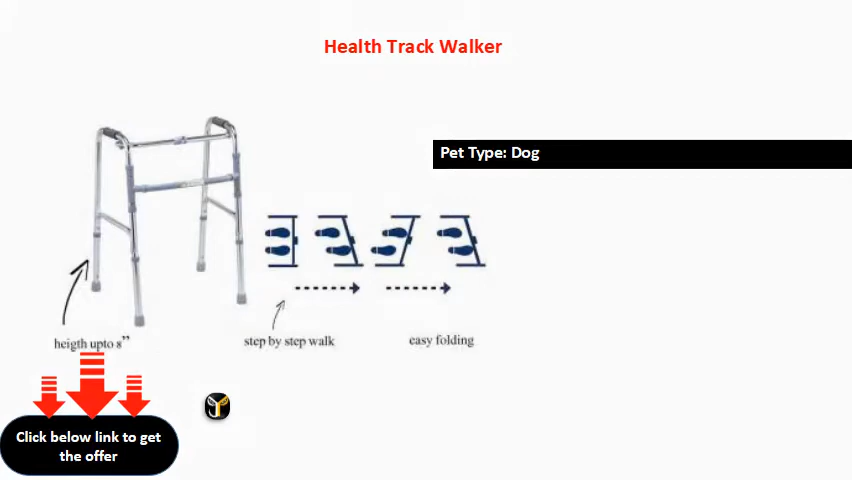 Health Track Walker
Pet Type: Dog
heigth upto 8”
step by step walk
easy folding
Click below link to get
the offer